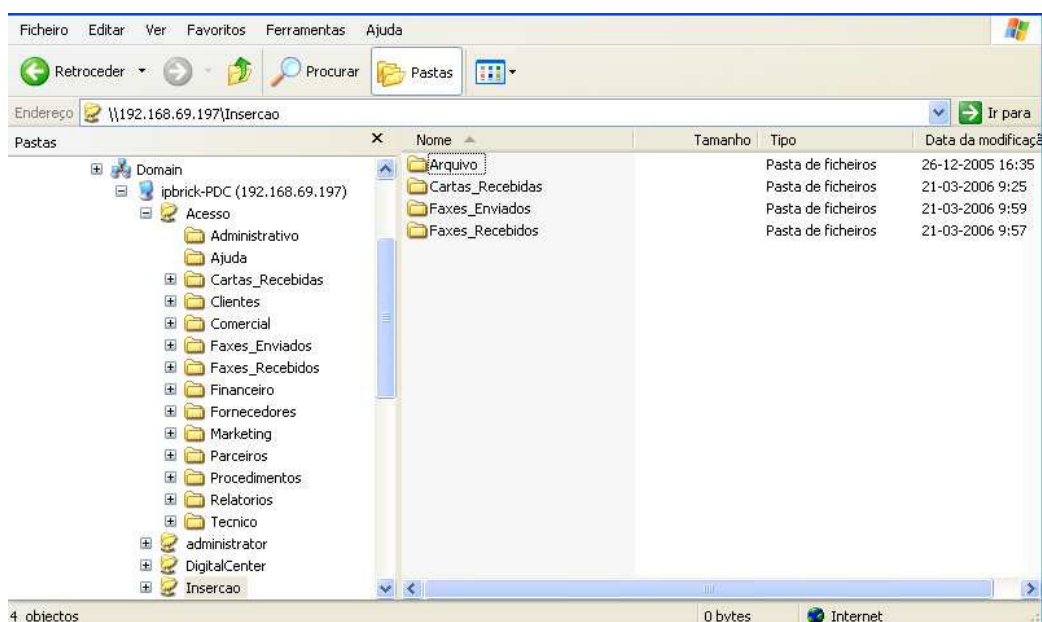 Ficheiro Editar Ver Favoritos Ferramentas Ajuda
Retroceder Procurar Pastas
Endereço \\192.168.69.197\Insercao Ir para
Pastas
Domain
ipbrick-PDC (192.168.69.197)
Acesso
Administrativo
Ajuda
Cartas_Recebidas
Clientes
Comercial
Faxes_Enviados
Faxes_Recebidos
Financeiro
Fornecedores
Marketing
Parceiros
Procedimentos
Relatorios
Tecnico
administrator
DigitalCenter
Insercao
Nome Tamanho Tipo Data da modificaçã
Arquivo Pasta de ficheiros 26-12-2005 16:35
Cartas_Recebidas Pasta de ficheiros 21-03-2006 9:25
Faxes_Enviados Pasta de ficheiros 21-03-2006 9:59
Faxes_Recebidos Pasta de ficheiros 21-03-2006 9:57
4 objectos 0 bytes Internet